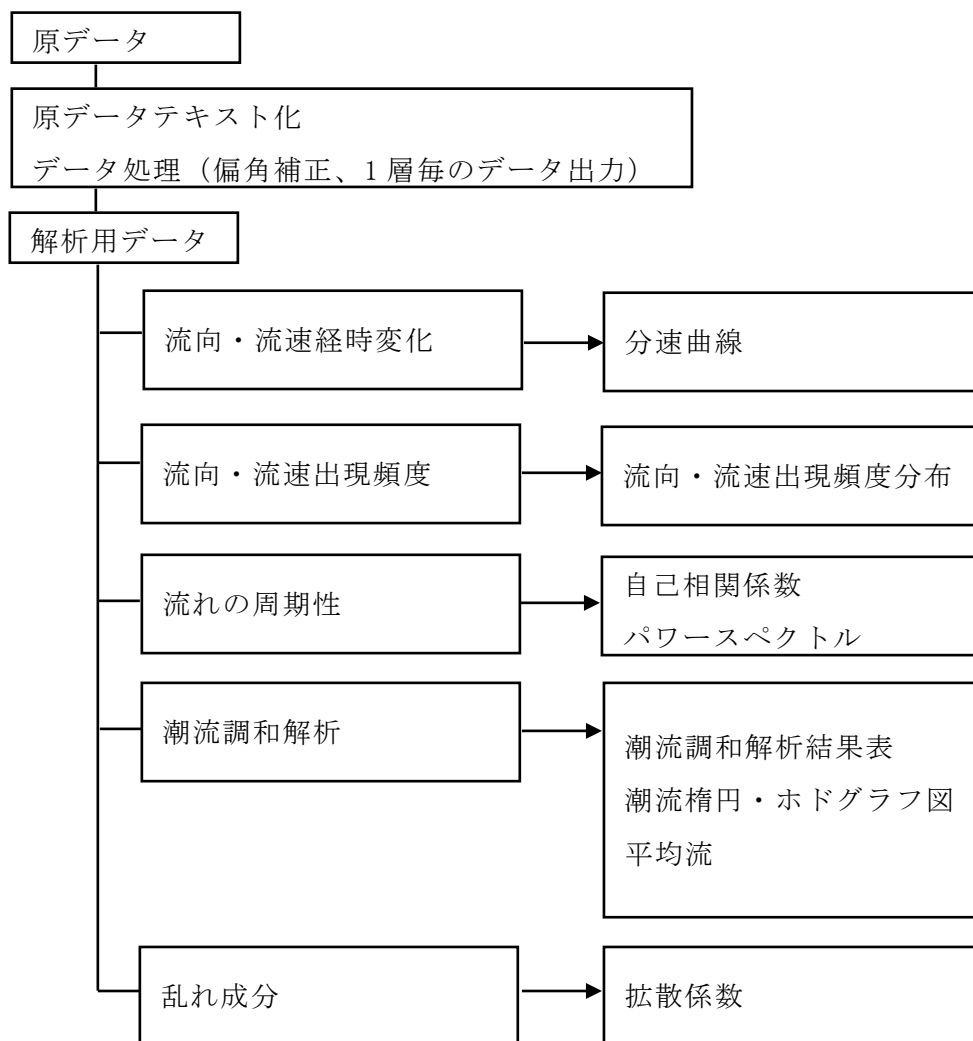 原データ
原データテキスト化
データ処理（偏角補正、1層毎のデータ出力）
解析用データ
流向・流速経時変化
分速曲線
流向・流速出現頻度
流向・流速出現頻度分布
流れの周期性
自己相関係数
パワースペクトル
潮流調和解析
潮流調和解析結果表
潮流楕円・ホドグラフ図
平均流
乱れ成分
拡散係数